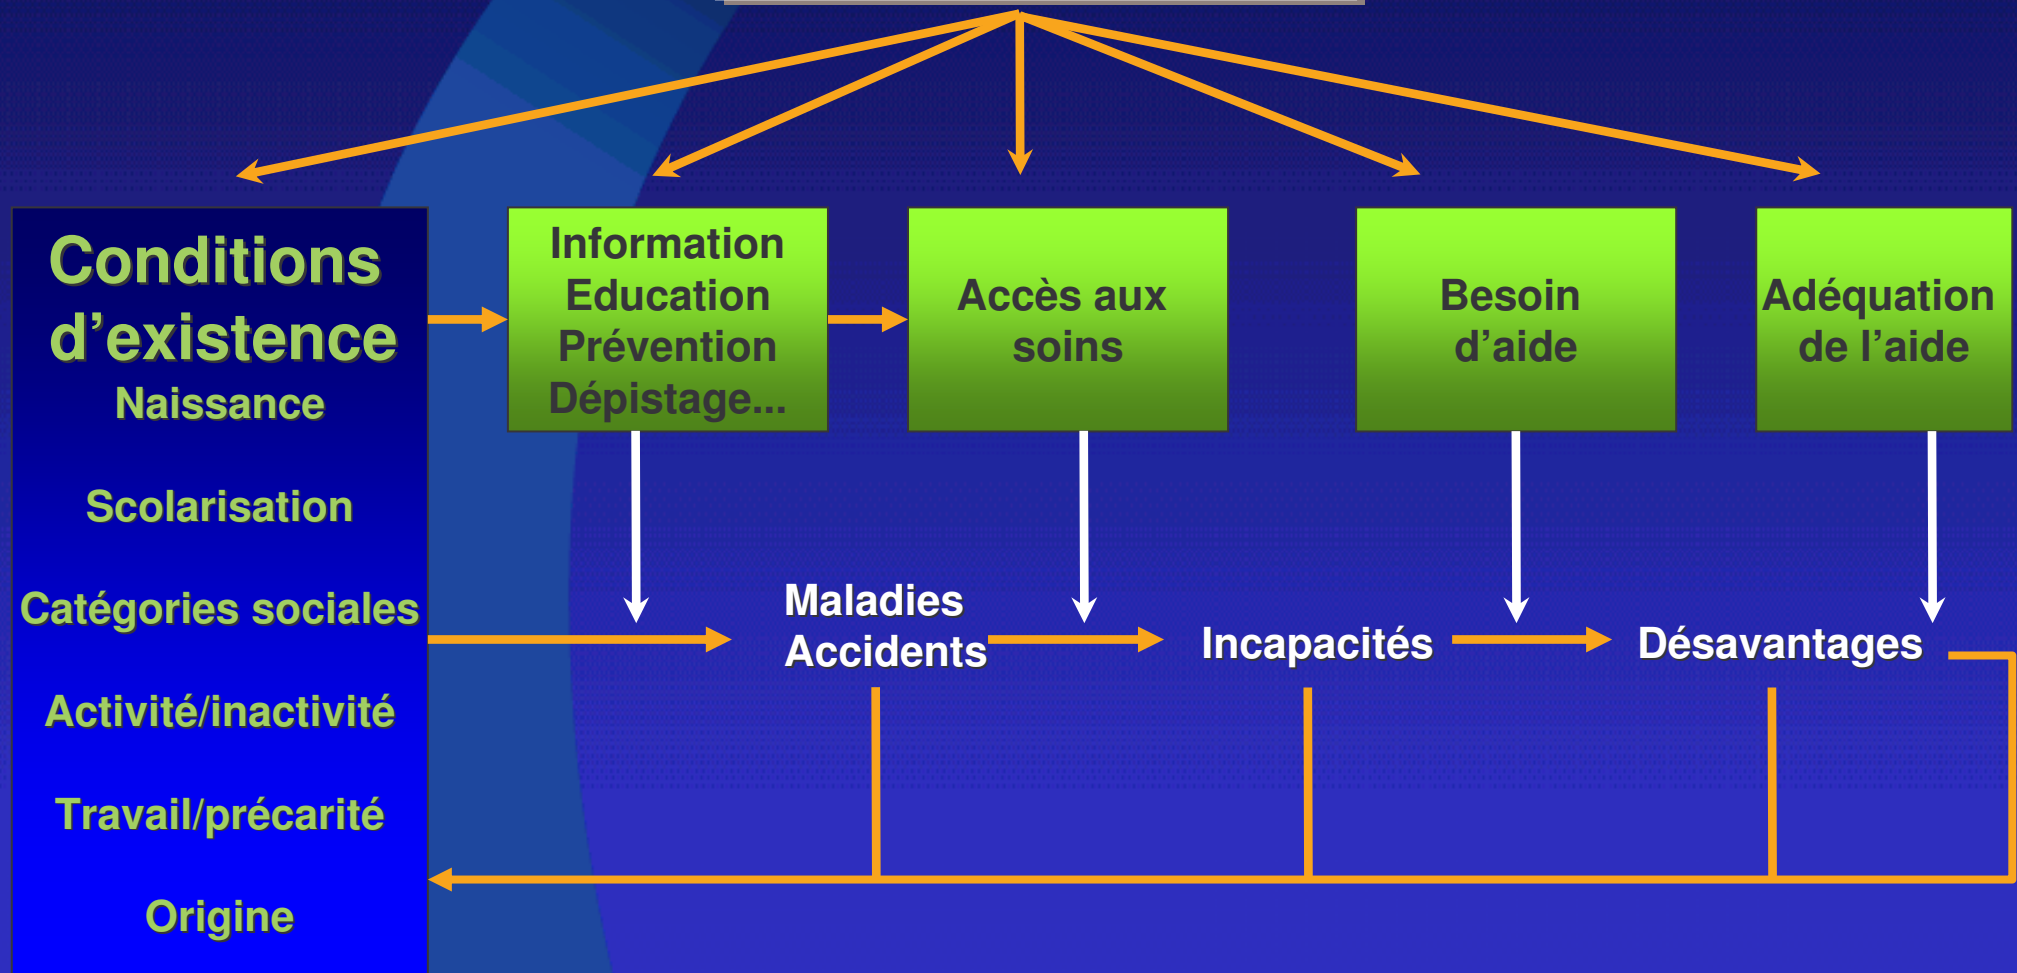 Conditions
d’existence
Naissance
Scolarisation
Catégories sociales
Activité/inactivité
Travail/précarité
Origine
Information
Education
Prévention
Dépistage...
Accès aux
soins
Besoin
d’aide
Adéquation
de l’aide
Maladies
Accidents
Incapacités
Désavantages